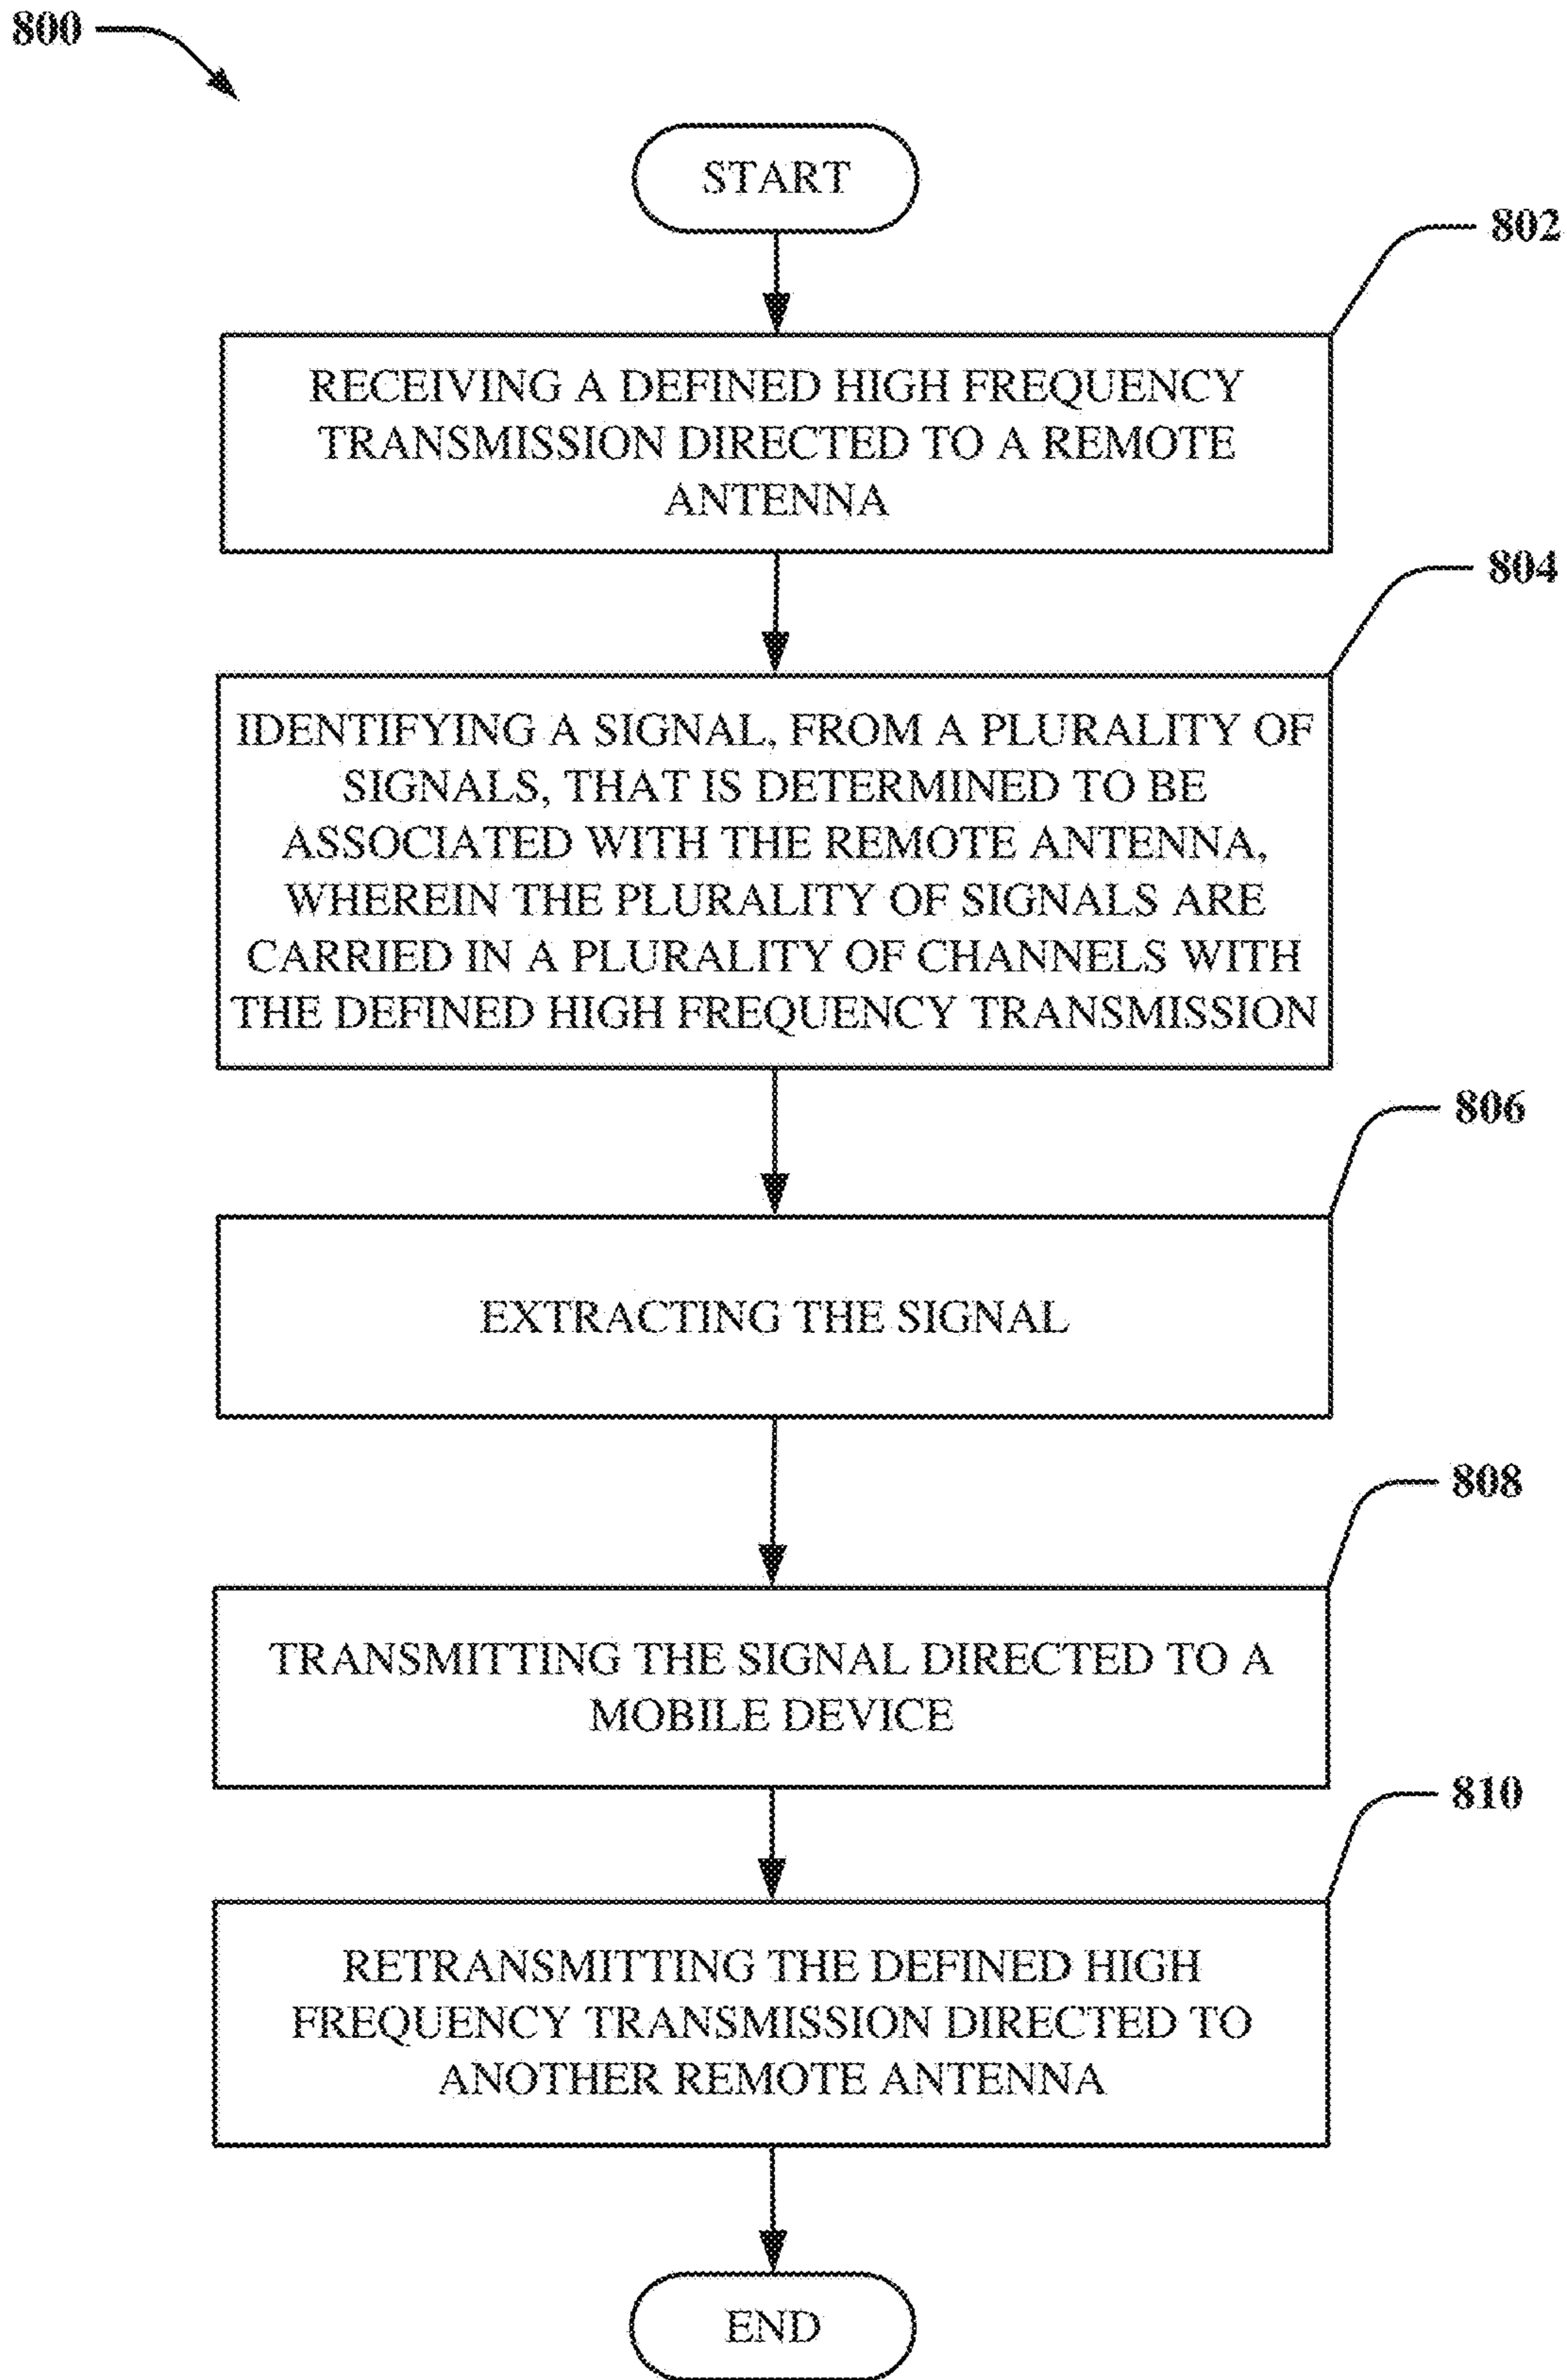 800
START
802
RECEIVING A DEFINED HIGH FREQUENCY
TRANSMISSION DIRECTED TO A REMOTE
ANTENNA
804
IDENTIFYING A SIGNAL, FROM A PLURALITY OF
SIGNALS, THAT IS DETERMINED TO BE
ASSOCIATED WITH THE REMOTE ANTENNA,
WHEREIN THE PLURALITY OF SIGNALS ARE
CARRIED IN A PLURALITY OF CHANNELS WITH
THE DEFINED HIGH FREQUENCY TRANSMISSION
806
EXTRACTING THE SIGNAL
808
TRANSMITTING THE SIGNAL DIRECTED TO A
MOBILE DEVICE
810
RETRANSMITTING THE DEFINED HIGH
FREQUENCY TRANSMISSION DIRECTED TO
ANOTHER REMOTE ANTENNA
END